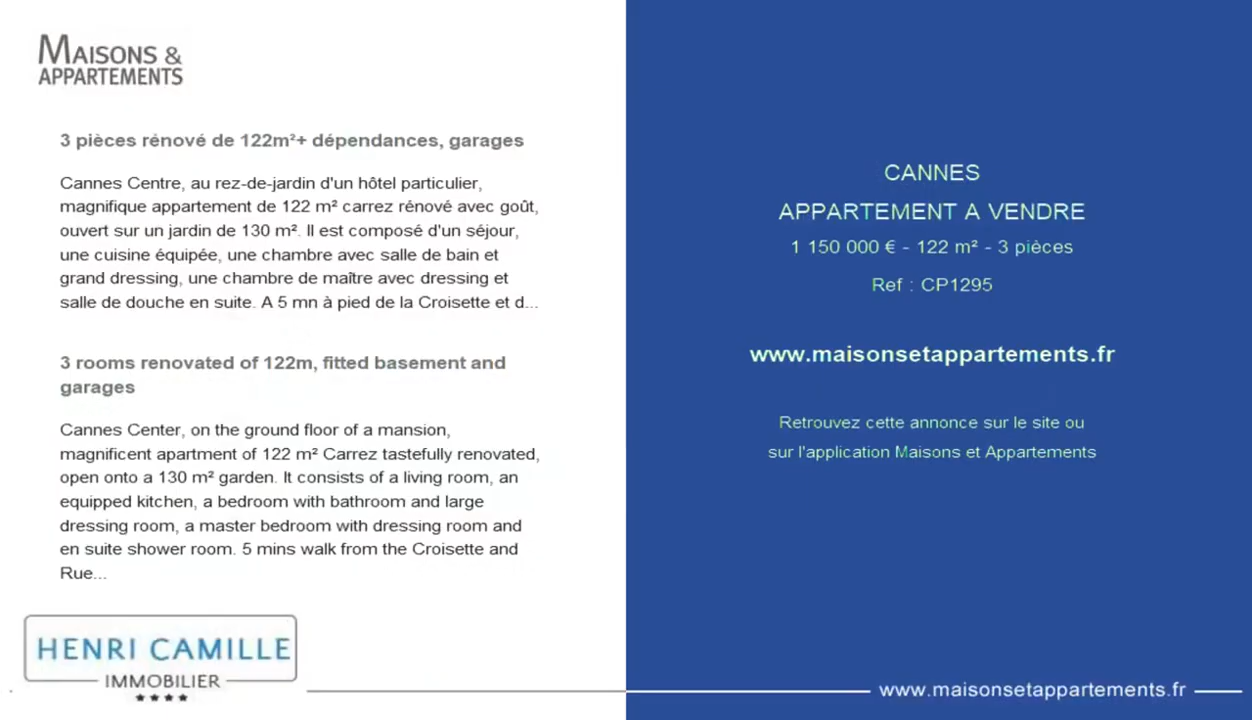 MAISONS &
APPARTEMENTS
3 pièces rénové de 122m²+ dépendances, garages
Cannes Centre, au rez-de-jardin d'un hôtel particulier,
magnifique appartement de 122 m² carrez rénové avec goût,
ouvert sur un jardin de 130 m². Il est composé d'un séjour,
une cuisine équipée, une chambre avec salle de bain et
grand dressing, une chambre de maître avec dressing et
salle de douche en suite. A 5 mn à pied de la Croisette et d...
3 rooms renovated of 122m, fitted basement and
garages
Cannes Center, on the ground floor of a mansion,
magnificent apartment of 122 m² Carrez tastefully renovated,
open onto a 130 m² garden. It consists of a living room, an
equipped kitchen, a bedroom with bathroom and large
dressing room, a master bedroom with dressing room and
en suite shower room. 5 mins walk from the Croisette and
Rue...
HENRI CAMILLE
IMMOBILIER
CANNES
APPARTEMENT A VENDRE
1 150 000 € - 122 m² - 3 pièces
Ref : CP1295
www.maisonsetappartements.fr
Retrouvez cette annonce sur le site ou
sur l'application Maisons et Appartements
www.maisonsetappartements.fr